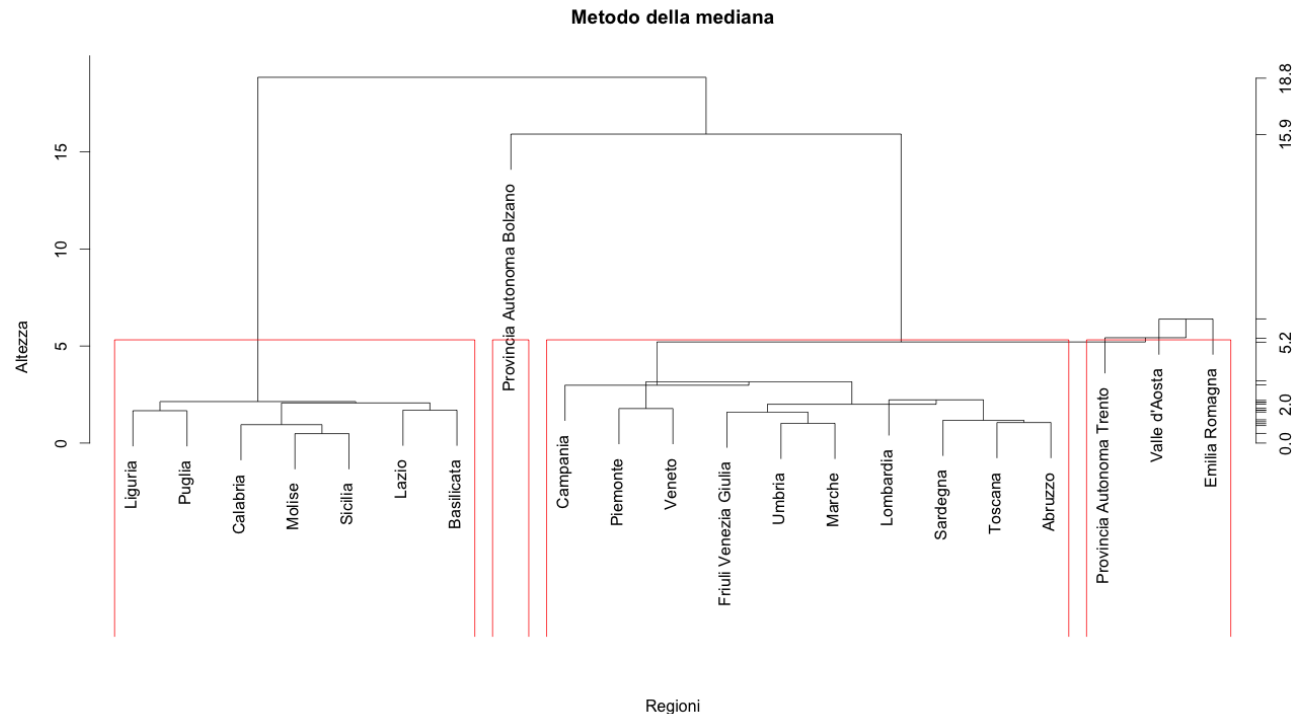 Metodo della mediana
Altezza
15
10
5
0
18.8
15.9
5.2
2.0
0.0
Liguria
Puglia
Calabria
Molise
Sicilia
Lazio
Basilicata
Provincia Autonoma Bolzano
Campania
Piemonte
Veneto
Friuli Venezia Giulia
Umbria
Marche
Lombardia
Sardegna
Toscana
Abruzzo
Provincia Autonoma Trento
Valle d'Aosta
Emilia Romagna
Regioni